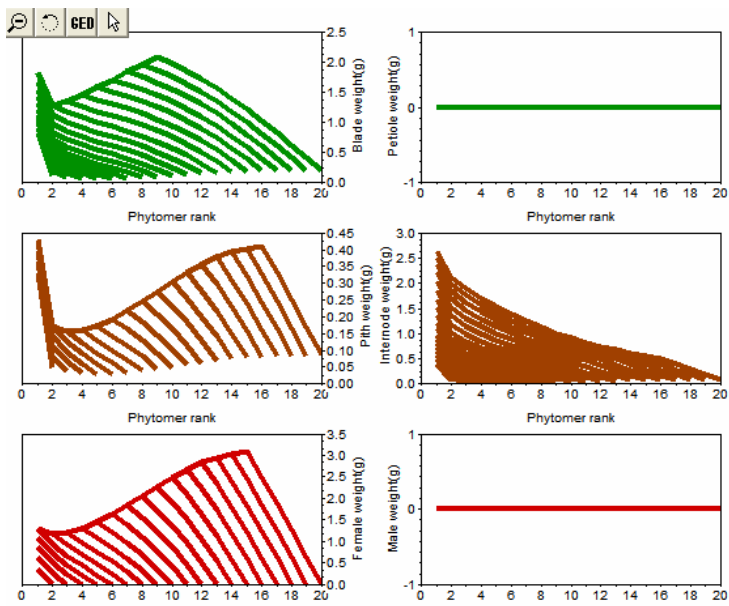 GED
2.5
2.0
1.5
1.0
0.5
0.0
Blade weight(g)
0 2 4 6 8 10 12 14 16 18 20
Phytomer rank
1
0
-1
Petiole weight(g)
0 2 4 6 8 10 12 14 16 18 20
Phytomer rank
0.45
0.40
0.35
0.30
0.25
0.20
0.15
0.10
0.05
0.00
Pith weight(g)
0 2 4 6 8 10 12 14 16 18 20
Phytomer rank
3.0
2.5
2.0
1.5
1.0
0.5
0.0
Internode weight(g)
0 2 4 6 8 10 12 14 16 18 20
Phytomer rank
3.5
3.0
2.5
2.0
1.5
1.0
0.5
0.0
Female weight(g)
0 2 4 6 8 10 12 14 16 18 20
1
0
-1
Male weight(g)
0 2 4 6 8 10 12 14 16 18 20